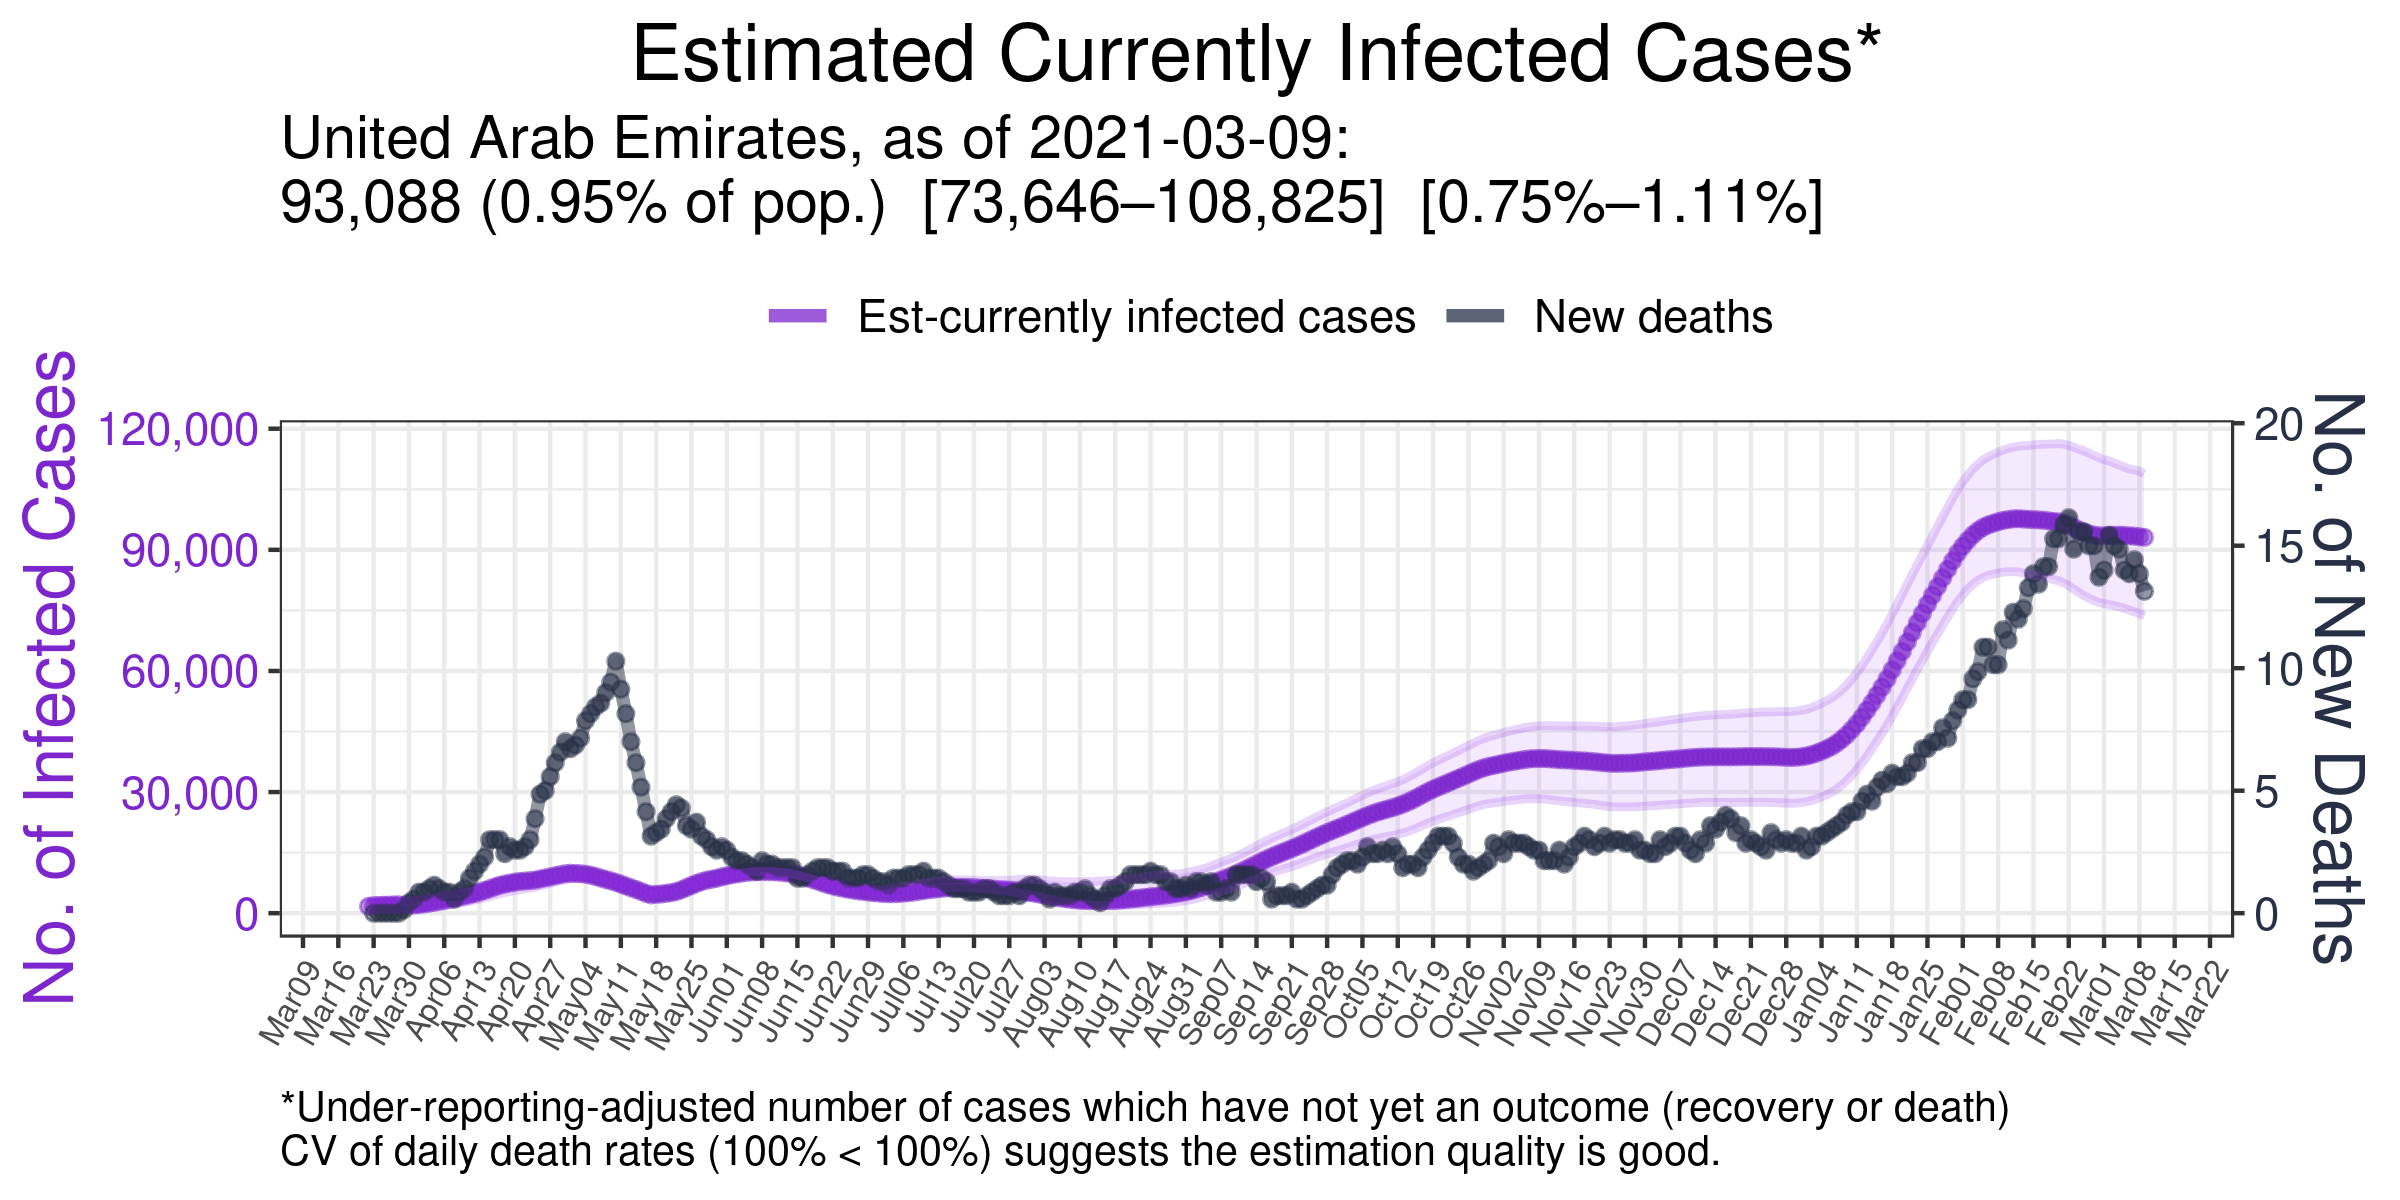 Estimated Currently Infected Cases*
United Arab Emirates, as of 2021-03-09:
93,088 (0.95% of pop.) [73,646–108,825] [0.75%–1.11%]
Est-currently infected cases
New deaths
No. of Infected Cases
120,000
90,000
60,000
30,000
0
20
15
10
5
0
No. of New Deaths
Mar09
Mar16
Mar23
Mar30
Apr06
Apr13
Apr20
Apr27
May04
May11
May18
May25
Jun01
Jun08
Jun15
Jun22
Jun29
Jul06
Jul13
Jul20
Jul27
Aug03
Aug10
Aug17
Aug24
Aug31
Sep07
Sep14
Sep21
Sep28
Oct05
Oct12
Oct19
Oct26
Nov02
Nov09
Nov16
Nov23
Nov30
Dec07
Dec14
Dec21
Dec28
Jan04
Jan11
Jan18
Jan25
Feb01
Feb08
Feb15
Feb22
Mar01
Mar08
Mar15
Mar22
*Under-reporting-adjusted number of cases which have not yet an outcome (recovery or death)
CV of daily death rates (100% < 100%) suggests the estimation quality is good.